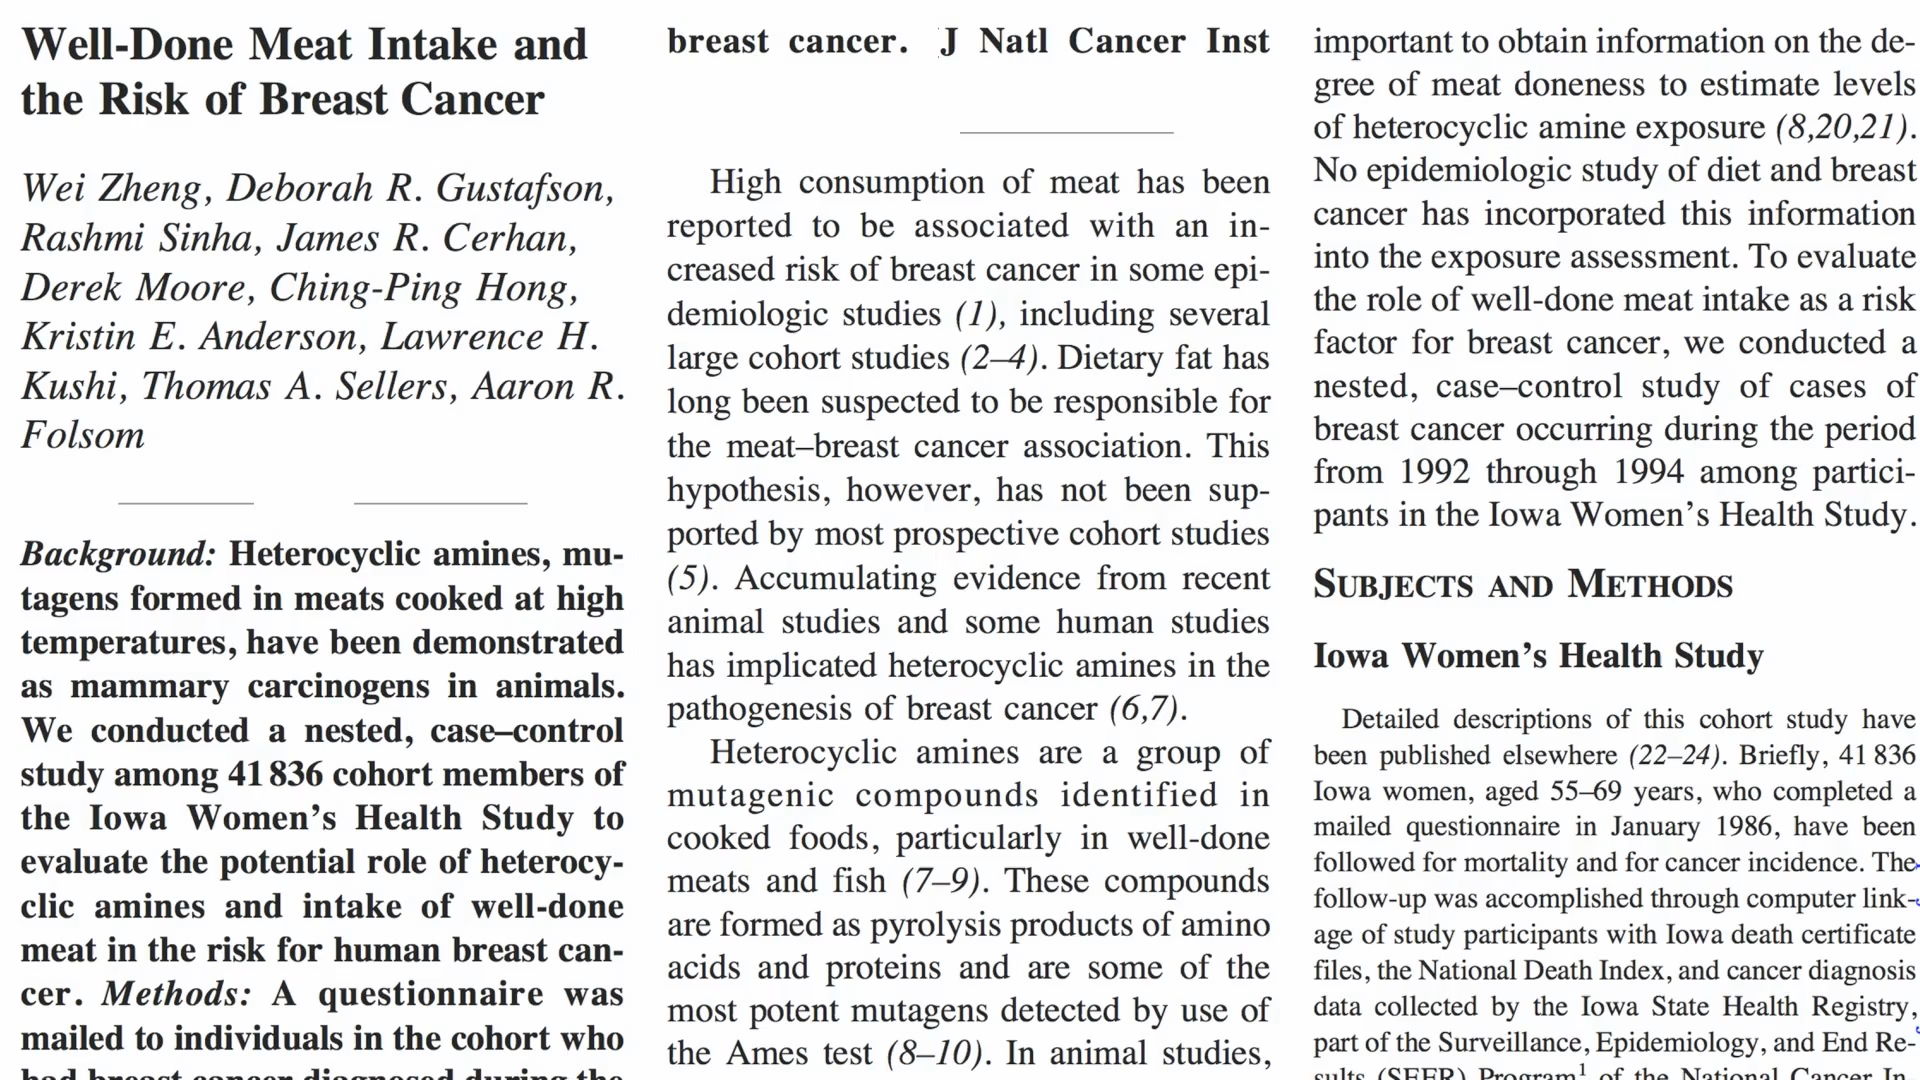 Well-Done Meat Intake and
the Risk of Breast Cancer
Wei Zheng, Deborah R. Gustafson,
Rashmi Sinha, James R. Cerhan,
Derek Moore, Ching-Ping Hong,
Kristin E. Anderson, Lawrence H.
Kushi, Thomas A. Sellers, Aaron R.
Folsom
Background: Heterocyclic amines, mu-
tagens formed in meats cooked at high
temperatures, have been demonstrated
as mammary carcinogens in animals.
We conducted a nested, case–control
study among 41 836 cohort members of
the Iowa Women's Health Study to
evaluate the potential role of heterocy-
clic amines and intake of well-done
meat in the risk for human breast can-
cer. Methods: A questionnaire was
mailed to individuals in the cohort who
had breast cancer diagnosed during the
breast cancer. J Natl Cancer Inst
High consumption of meat has been
reported to be associated with an in-
creased risk of breast cancer in some epi-
demiologic studies (1), including several
large cohort studies (2–4). Dietary fat has
long been suspected to be responsible for
the meat–breast cancer association. This
hypothesis, however, has not been sup-
ported by most prospective cohort studies
(5). Accumulating evidence from recent
animal studies and some human studies
has implicated heterocyclic amines in the
pathogenesis of breast cancer (6,7).
Heterocyclic amines are a group of
mutagenic compounds identified in
cooked foods, particularly in well-done
meats and fish (7–9). These compounds
are formed as pyrolysis products of amino
acids and proteins and are some of the
most potent mutagens detected by use of
the Ames test (8–10). In animal studies,
important to obtain information on the de-
gree of meat doneness to estimate levels
of heterocyclic amine exposure (8,20,21).
No epidemiologic study of diet and breast
cancer has incorporated this information
into the exposure assessment. To evaluate
the role of well-done meat intake as a risk
factor for breast cancer, we conducted a
nested, case–control study of cases of
breast cancer occurring during the period
from 1992 through 1994 among partici-
pants in the Iowa Women's Health Study.
SUBJECTS AND METHODS
Iowa Women's Health Study
Detailed descriptions of this cohort study have
been published elsewhere (22–24). Briefly, 41 836
Iowa women, aged 55–69 years, who completed a
mailed questionnaire in January 1986, have been
followed for mortality and for cancer incidence. The
follow-up was accomplished through computer link-
age of study participants with Iowa death certificate
files, the National Death Index, and cancer diagnosis
data collected by the Iowa State Health Registry,
part of the Surveillance, Epidemiology, and End Re-
sults (SEER) Program¹ of the National Cancer In-